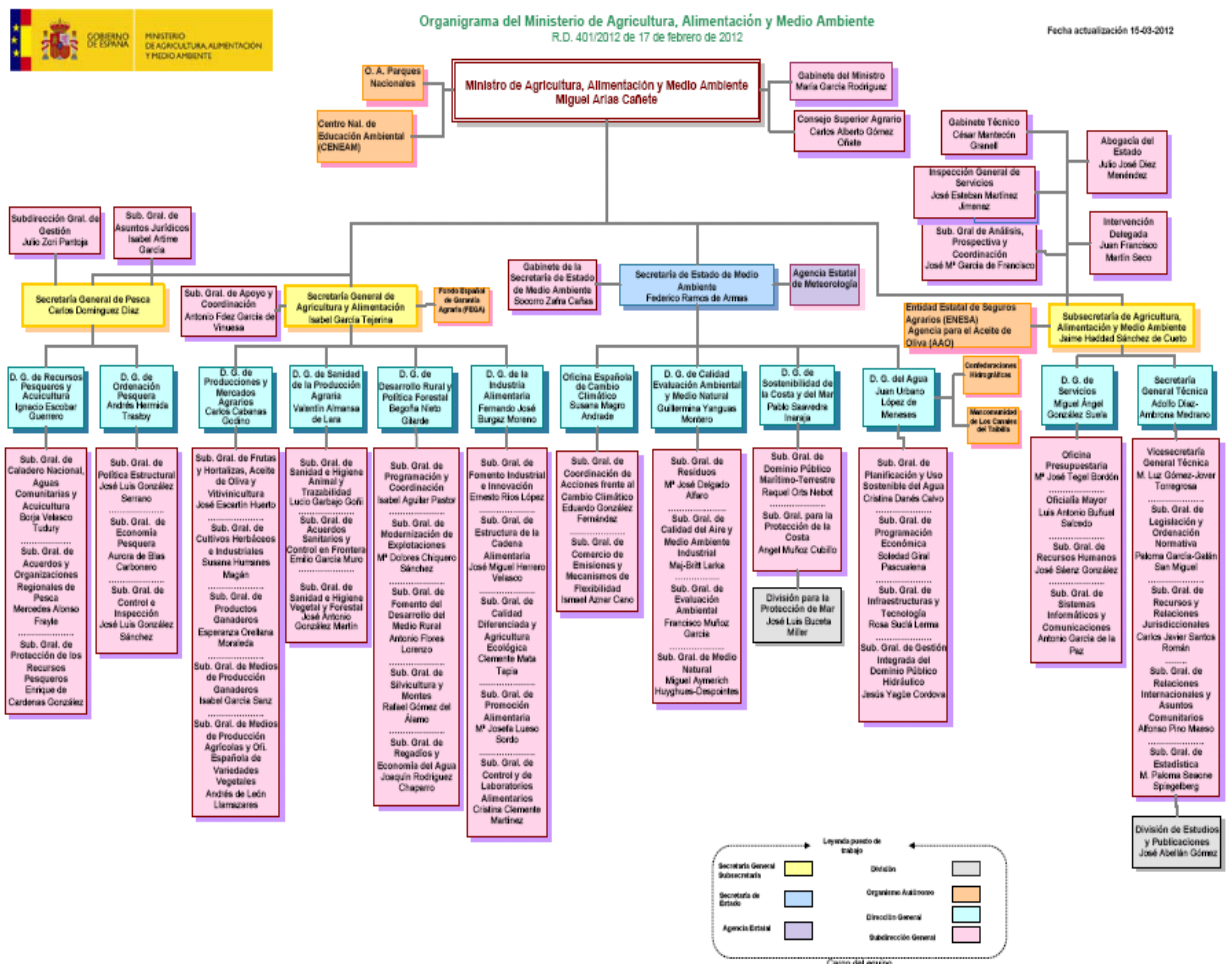 GOBIERNO
DE ESPAÑA
MINISTERIO
DE AGRICULTURA, ALIMENTACIÓN
Y MEDIO AMBIENTE
Organigrama del Ministerio de Agricultura, Alimentación y Medio Ambiente
R.D. 401/2012 de 17 de febrero de 2012
Fecha actualización 15-03-2012
O. A. Parques
Nacionales
Centro Nal. de
Educación Ambiental
(CENEAM)
Ministro de Agricultura, Alimentación y Medio Ambiente
Miguel Arias Cañete
Gabinete del Ministro
María García Rodríguez
Consejo Superior Agrario
Carlos Alberto Gómez
Oñate
Gabinete Técnico
César Mantecón
Granell
Abogacía del
Estado
Julio José Díez
Menéndez
Inspección General de
Servicios
José Esteban Martínez
Jimenez
Sub. Gral de Análisis,
Prospectiva y
Coordinación
José Mª García de Francisco
Intervención
Delegada
Juan Francisco
Martín Seco
Subdirección Gral. de
Gestión
Julio Zori Pantoja
Sub. Gral. de
Asuntos Jurídicos
Isabel Artime
García
Secretaría General de Pesca
Carlos Domínguez Díaz
Sub. Gral. de Apoyo y
Coordinación
Antonio Fdez García de
Vinuesa
Secretaría General de
Agricultura y Alimentación
Isabel García Tejerina
Fondo Español
de Garantía
Agraria (FEGA)
Gabinete de la
Secretaría de Estado
de Medio Ambiente
Socorro Zafra Cañas
Secretaría de Estado de Medio
Ambiente
Federico Ramos de Armas
Agencia Estatal
de Meteorología
Entidad Estatal de Seguros
Agrarios (ENESA)
Agencia para el Aceite de
Oliva (AAO)
Subsecretaría de Agricultura,
Alimentación y Medio Ambiente
Jaime Haddad Sánchez de Cueto
D. G. de Recursos
Pesqueros y
Acuicultura
Ignacio Escobar
Guerrero
D. G. de
Ordenación
Pesquera
Andrés Hermida
Trastoy
D. G. de
Producciones y
Mercados
Agrarios
Carlos Cabanas
Godino
D. G. de Sanidad
de la Producción
Agraria
Valentín Almansa
de Lara
D. G. de
Desarrollo Rural y
Política Forestal
Begoña Nieto
Gilarde
D. G. de la
Industria
Alimentaria
Fernando José
Burgaz Moreno
Oficina Española
de Cambio
Climático
Susana Magro
Andrade
D. G. de Calidad
Evaluación Ambiental
y Medio Natural
Guillermina Yanguas
Montero
D. G. de
Sostenibilidad de
la Costa y del Mar
Pablo Saavedra
Inaraja
D. G. del Agua
Juan Urbano
López de
Meneses
Confederaciones
Hidrográficas
Mancomunidad
de Los Canales
del Taibilla
D. G. de
Servicios
Miguel Ángel
González Suela
Secretaría
General Técnica
Adolfo Díaz-
Ambrona Medrano
Sub. Gral. de
Caladero Nacional,
Aguas
Comunitarias y
Acuicultura
Borja Velasco
Tudury
Sub. Gral. de
Acuerdos y
Organizaciones
Regionales de
Pesca
Mercedes Alonso
Frayle
Sub. Gral. de
Protección de los
Recursos
Pesqueros
Enrique de
Cardenas González
Sub. Gral. de
Política Estructural
José Luis González
Serrano
Sub. Gral. de
Economía
Pesquera
Aurora de Blas
Carbonero
Sub. Gral. de
Control e
Inspección
José Luis González
Sánchez
Sub. Gral. de Frutas
y Hortalizas, Aceite
de Oliva y
Vitivinicultura
José Escartín Huerto
Sub. Gral. de
Cultivos Herbáceos
e Industriales
Susana Humanes
Magán
Sub. Gral. de
Productos
Ganaderos
Esperanza Orellana
Moraleda
Sub. Gral. de Medios
de Producción
Ganaderos
Isabel García Sanz
Sub. Gral. de Medios
de Producción
Agrícolas y Ofi.
Española de
Variedades
Vegetales
Andrés de León
Llamazares
Sub. Gral. de
Sanidad e Higiene
Animal y
Trazabilidad
Lucio Garbajo Goñi
Sub. Gral. de
Acuerdos
Sanitarios y
Control en Frontera
Emilio García Muro
Sub. Gral. de
Sanidad e Higiene
Vegetal y Forestal
José Antonio
González Martín
Sub. Gral. de
Programación y
Coordinación
Isabel Aguilar Pastor
Sub. Gral. de
Modernización de
Explotaciones
Mª Dolores Chiquero
Sánchez
Sub. Gral. de
Fomento del
Desarrollo del
Medio Rural
Antonio Flores
Lorenzo
Sub. Gral. de
Silvicultura y
Montes
Rafael Gómez del
Álamo
Sub. Gral. de
Regadíos y
Economía del Agua
Joaquín Rodríguez
Chaparro
Sub. Gral. de
Fomento Industrial
e Innovación
Ernesto Ríos López
Sub. Gral. de
Estructura de la
Cadena
Alimentaria
José Miguel Herrero
Velasco
Sub. Gral. de
Calidad
Diferenciada y
Agricultura
Ecológica
Clemente Mata
Tapia
Sub. Gral. de
Promoción
Alimentaria
Mª Josefa Lueso
Sordo
Sub. Gral. de
Control y de
Laboratorios
Alimentarios
Cristina Clemente
Martínez
Sub. Gral. de
Coordinación de
Acciones frente al
Cambio Climático
Eduardo González
Fernández
Sub. Gral. de
Comercio de
Emisiones y
Mecanismos de
Flexibilidad
Ismael Aznar Cano
Sub. Gral. de
Residuos
Mª José Delgado
Alfaro
Sub. Gral. de
Calidad del Aire y
Medio Ambiente
Industrial
Maj-Britt Larka
Sub. Gral. de
Evaluación
Ambiental
Francisco Muñoz
García
Sub. Gral. de Medio
Natural
Miguel Aymerich
Huyghues-Despointes
Sub. Gral. de
Dominio Público
Marítimo-Terrestre
Raquel Orts Nebot
Sub. Gral. para la
Protección de la
Costa
Angel Muñoz Cubillo
División para la
Protección de Mar
José Luis Buceta
Miller
Sub. Gral. de
Planificación y Uso
Sostenible del Agua
Cristina Danés Calvo
Sub. Gral. de
Programación
Económica
Soledad Giral
Pascualena
Sub. Gral. de
Infraestructuras y
Tecnología
Rosa Suclá Lerma
Sub. Gral. de Gestión
Integrada del
Dominio Público
Hidráulico
Jesús Yagüe Cordova
Oficina
Presupuestaria
Mª José Tegel Bordón
Oficialía Mayor
Luis Antonio Buñuel
Salcedo
Sub. Gral. de
Recursos Humanos
José Sáenz González
Sub. Gral. de
Sistemas
Informáticos y
Comunicaciones
Antonio García de la
Paz
Vicesecretaría
General Técnica
M. Luz Gómez-Jover
Torregrosa
Sub. Gral. de
Legislación y
Ordenación
Normativa
Paloma García-Galán
San Miguel
Sub. Gral. de
Recursos y
Relaciones
Jurisdiccionales
Carlos Javier Santos
Román
Sub. Gral. de
Relaciones
Internacionales y
Asuntos
Comunitarios
Alfonso Pino Maeso
Sub. Gral. de
Estadística
M. Paloma Seaone
Spiegelberg
División de Estudios
y Publicaciones
José Abellán Gómez
Leyenda puesto de
trabajo
Secretaría General
Subsecretaría
División
Secretaría de
Estado
Organismo Autónomo
Dirección General
Agencia Estatal
Subdirección General
Cargo del equipo